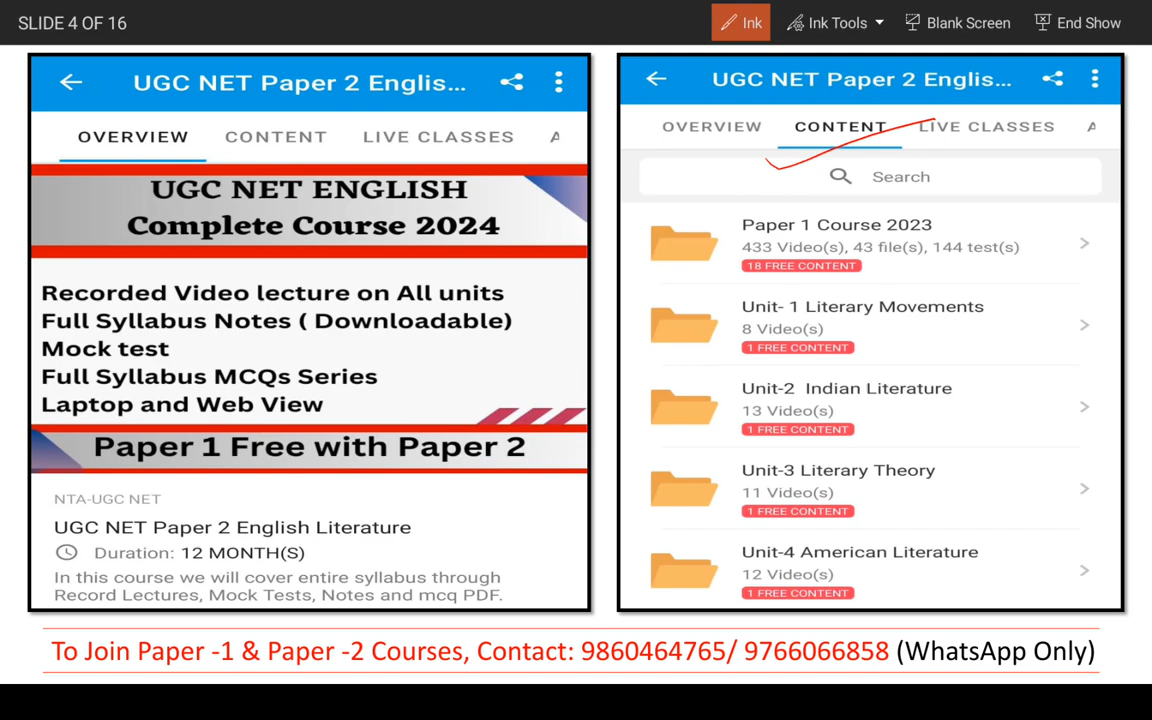 SLIDE 4 OF 16
Ink
Ink Tools
Blank Screen
End Show
UGC NET Paper 2 Englis...
OVERVIEW
CONTENT
LIVE CLASSES
A
UGC NET ENGLISH
Complete Course 2024
Recorded Video lecture on All units
Full Syllabus Notes ( Downloadable)
Mock test
Full Syllabus MCQs Series
Laptop and Web View
Paper 1 Free with Paper 2
NTA-UGC NET
UGC NET Paper 2 English Literature
Duration: 12 MONTH(S)
In this course we will cover entire syllabus through
Record Lectures, Mock Tests, Notes and mcq PDF.
UGC NET Paper 2 Englis...
OVERVIEW
CONTENT
LIVE CLASSES
A
Search
Paper 1 Course 2023
433 Video(s), 43 file(s), 144 test(s)
18 FREE CONTENT
Unit- 1 Literary Movements
8 Video(s)
1 FREE CONTENT
Unit-2 Indian Literature
13 Video(s)
1 FREE CONTENT
Unit-3 Literary Theory
11 Video(s)
1 FREE CONTENT
Unit-4 American Literature
12 Video(s)
1 FREE CONTENT
To Join Paper -1 & Paper -2 Courses, Contact: 9860464765/ 9766066858 (WhatsApp Only)